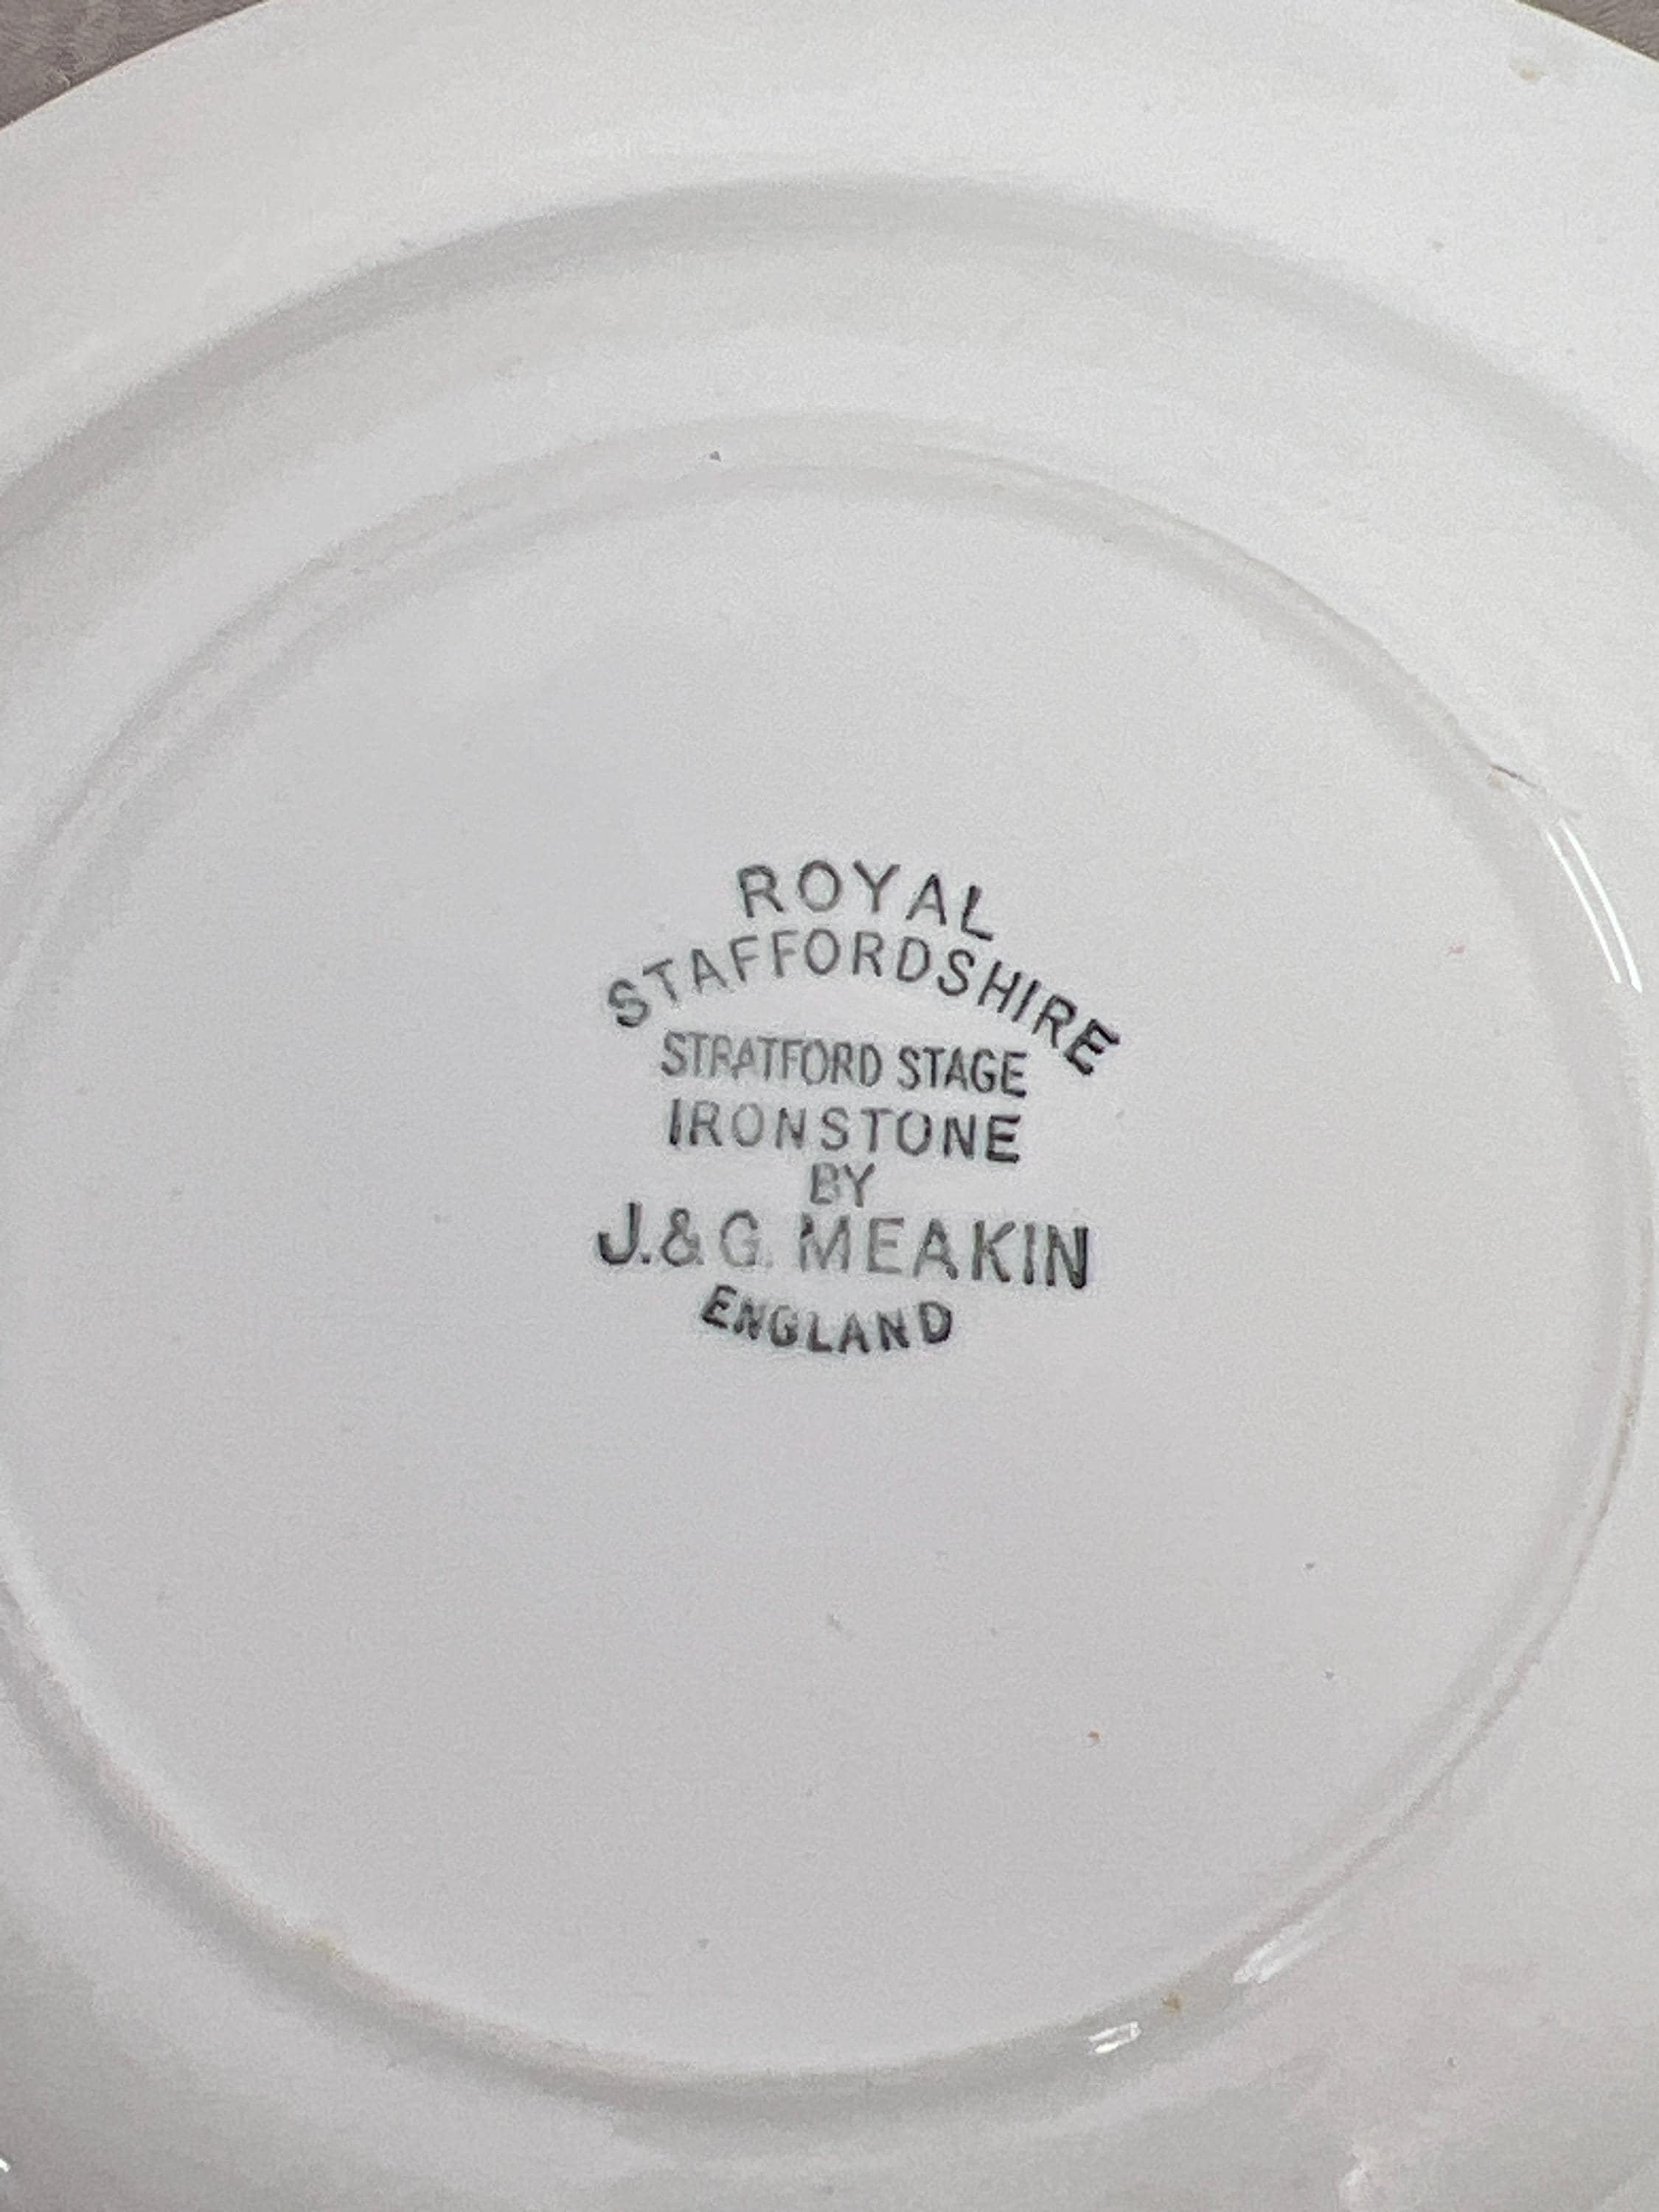 ROYAL
STAFFORDSHIRE
STRATFORD STAGE
IRONSTONE
BY
J.& G. MEAKIN
ENGLAND